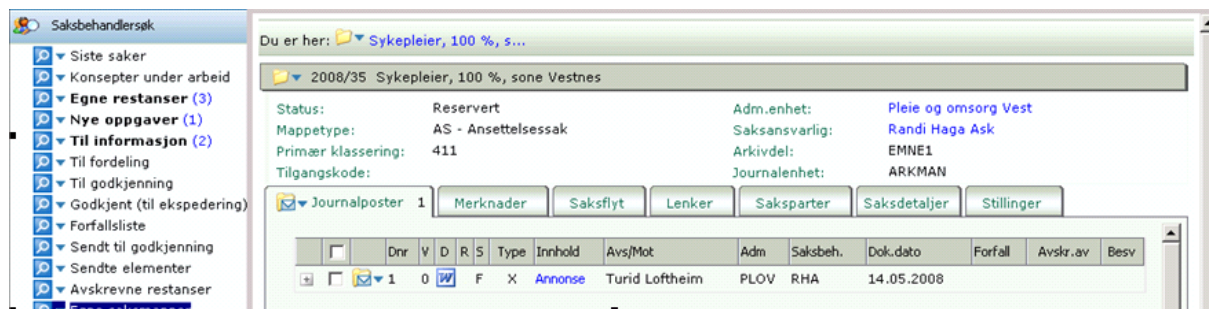 Saksbehandlersøk
Siste saker
Konsepter under arbeid
Egne restanser (3)
Nye oppgaver (1)
Til informasjon (2)
Til fordeling
Til godkjenning
Godkjent (til ekspedering)
Forfallsliste
Sendt til godkjenning
Sendte elementer
Avskrevne restanser
Du er her: Sykepleier, 100 %, s...
2008/35 Sykepleier, 100 %, sone Vestnes
Status: Reservert Adm.enhet: Pleie og omsorg Vest
Mappetype: AS - Ansettelsessak Saksansvarlig: Randi Haga Ask
Primær klassering: 411 Arkivdel: EMNE1
Tilgangskode: Journalenhet: ARKMAN
Journalposter 1 Merknader Saksflyt Lenker Saksparter Saksdetaljer Stillinger
Dnr V D R S Type Innhold Avs/Mot Adm Saksbeh. Dok.dato Forfall Avskr.av Besv
1 0 W F X Annonse Turid Loftheim PLOV RHA 14.05.2008